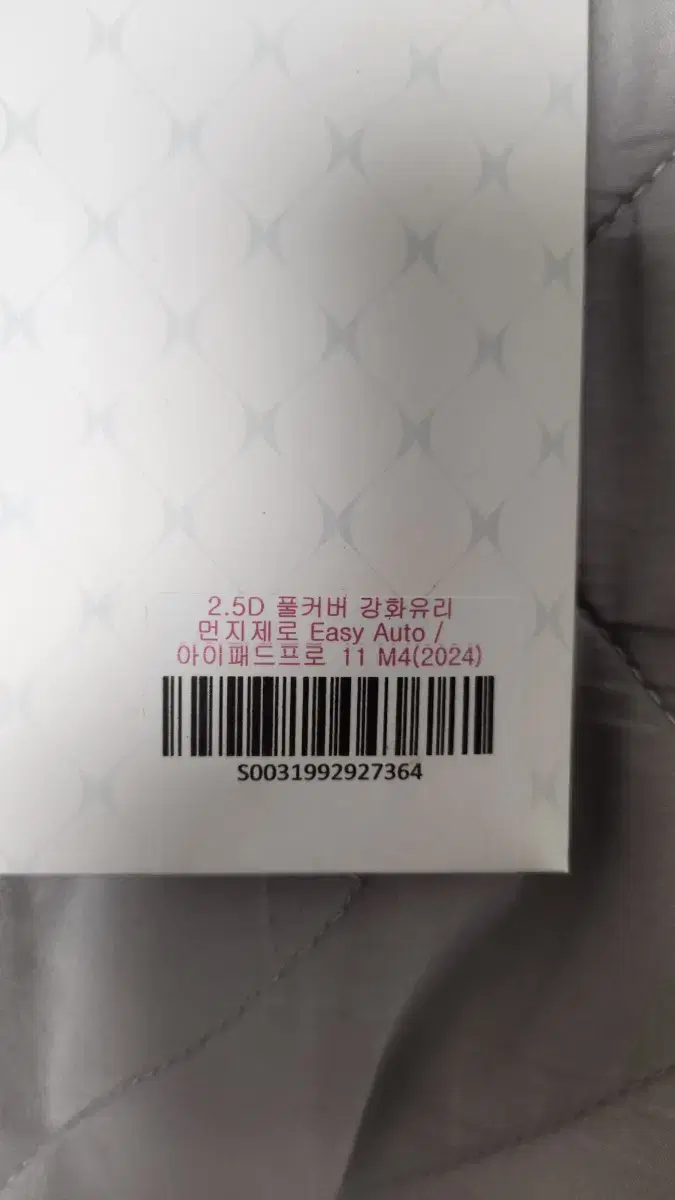 2.5D 풀커버 강화유리
먼지제로 Easy Auto /
아이패드프로 11 M4(2024)
S0031992927364